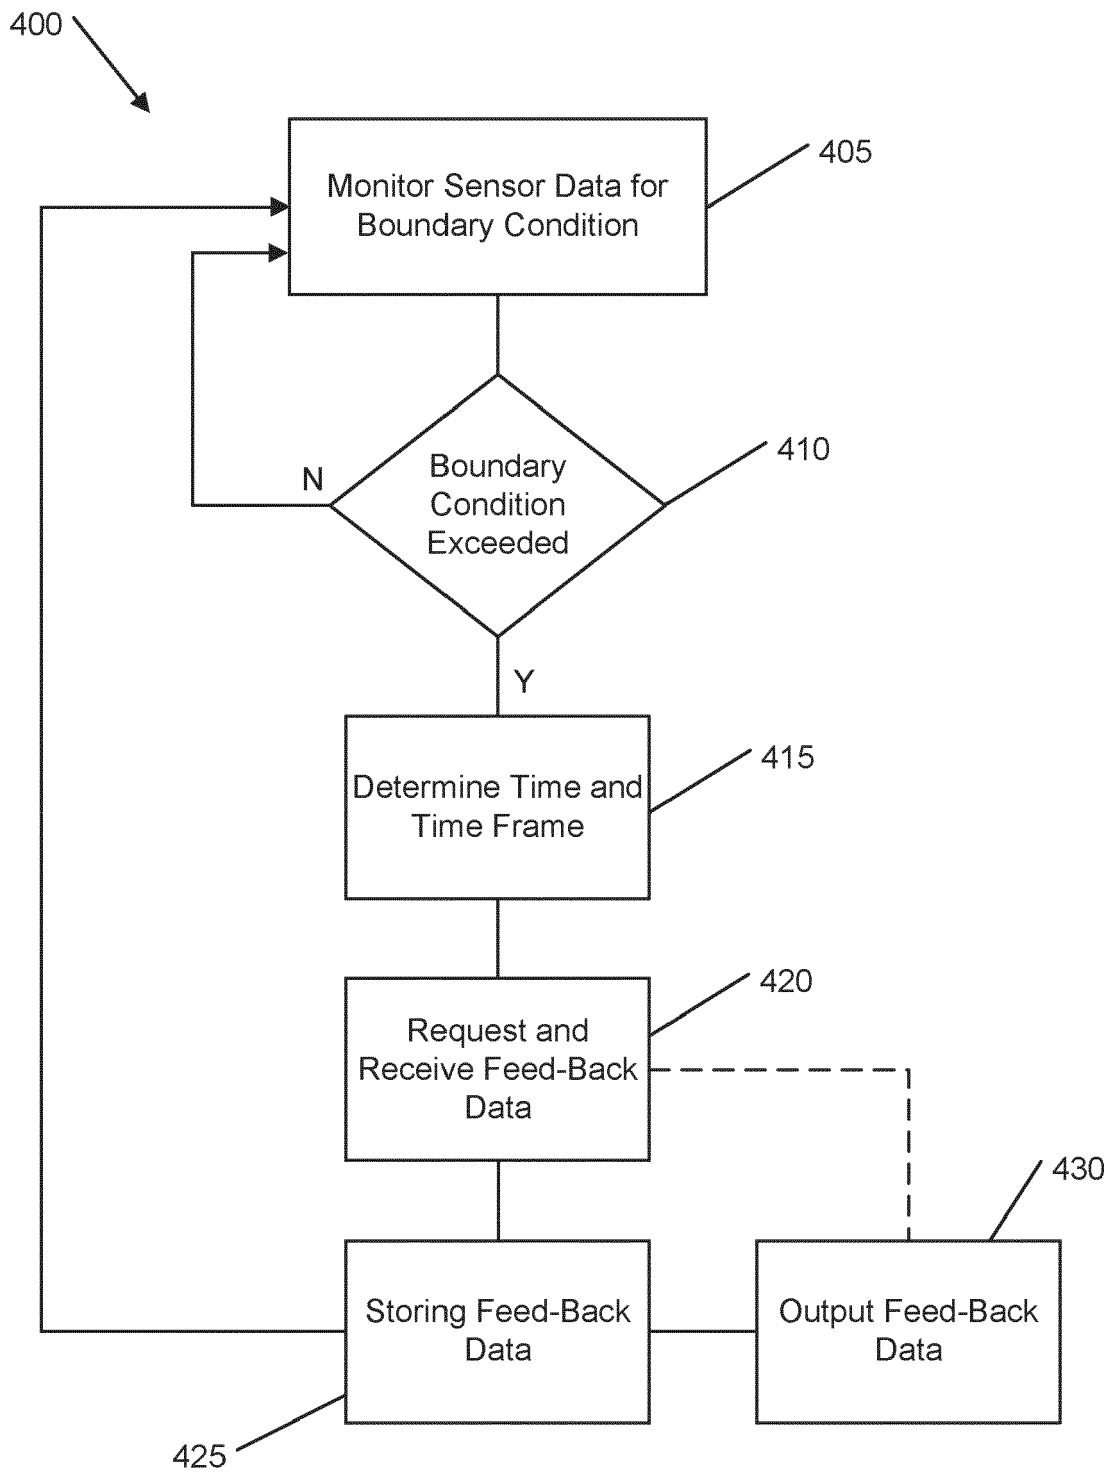 400
Monitor Sensor Data for
Boundary Condition
405
Boundary
Condition
Exceeded
410
N
Y
Determine Time and
Time Frame
415
Request and
Receive Feed-Back
Data
420
Storing Feed-Back
Data
425
Output Feed-Back
Data
430